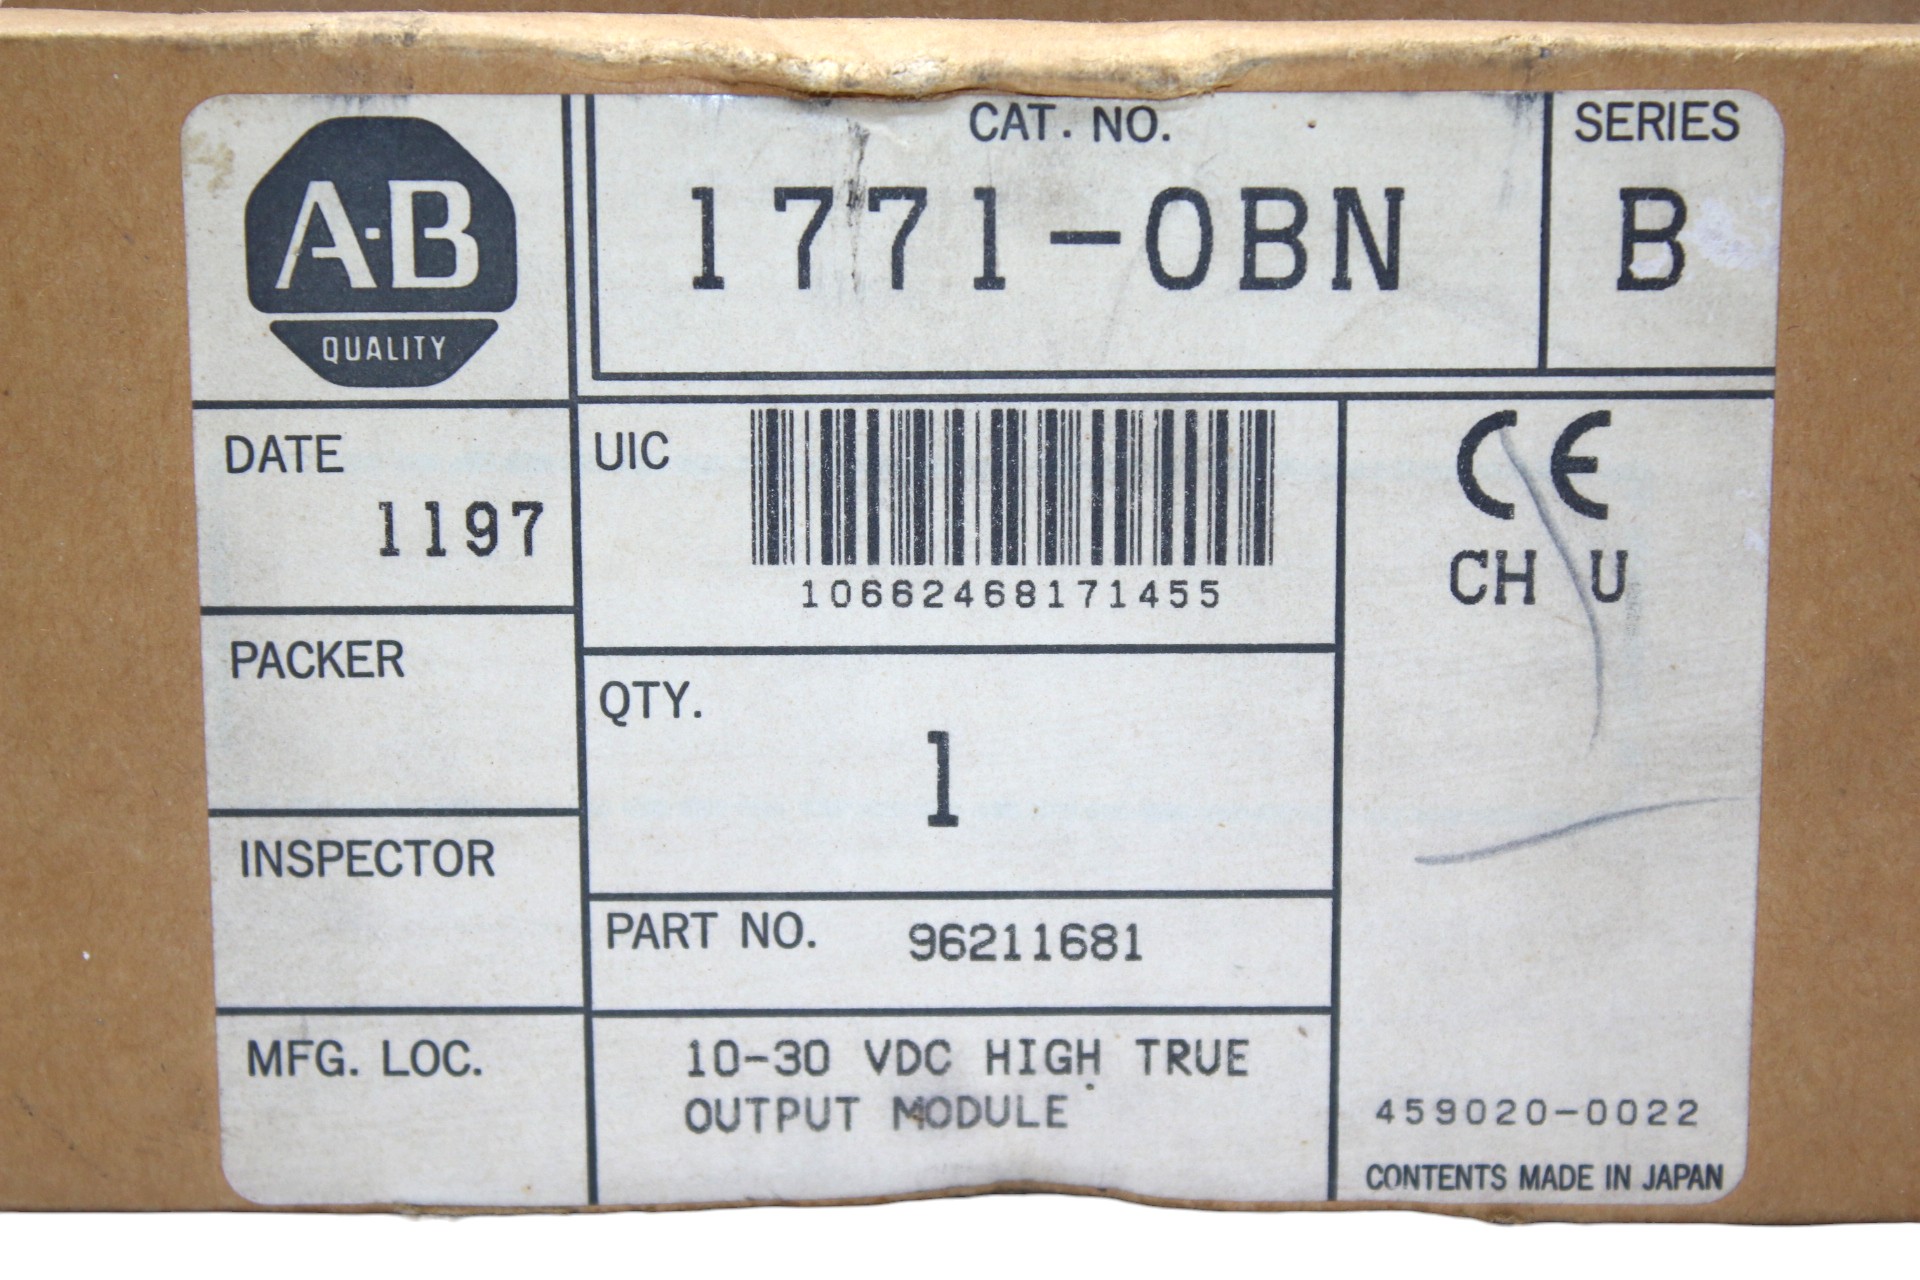 A-B
QUALITY
CAT. NO.
1771-OBN
SERIES
B
DATE
1197
UIC
10662468171455
CE
CH U
PACKER
QTY.
1
INSPECTOR
PART NO. 96211681
MFG. LOC.
10-30 VDC HIGH TRUE
OUTPUT MODULE
459020-0022
CONTENTS MADE IN JAPAN